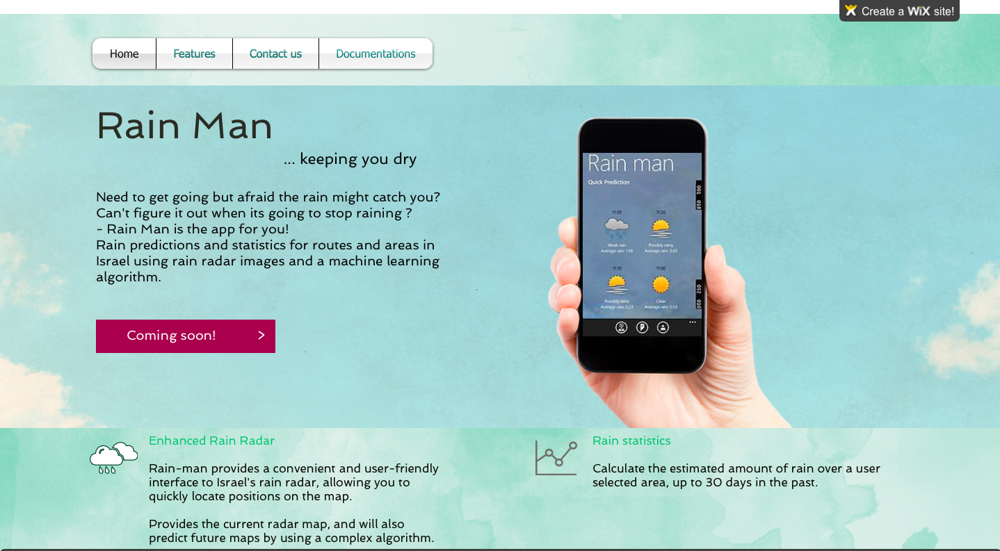 Create a WiX site!
Home
Features
Contact us
Documentations
Rain Man
... keeping you dry
Need to get going but afraid the rain might catch you?
Can't figure it out when its going to stop raining ?
- Rain Man is the app for you!
Rain predictions and statistics for routes and areas in
Israel using rain radar images and a machine learning
algorithm.
Coming soon! >
Rain man
Quick Prediction
11:30
11:20
Weak rain
Possibly rainy
Average rain: 1.08
Average rain: 0.65
11:10
11:00
Possibly rainy
Clear
Average rain: 0.23
Average rain: 0.03
Enhanced Rain Radar
Rain-man provides a convenient and user-friendly
interface to Israel's rain radar, allowing you to
quickly locate positions on the map.
Provides the current radar map, and will also
predict future maps by using a complex algorithm.
Rain statistics
Calculate the estimated amount of rain over a user
selected area, up to 30 days in the past.